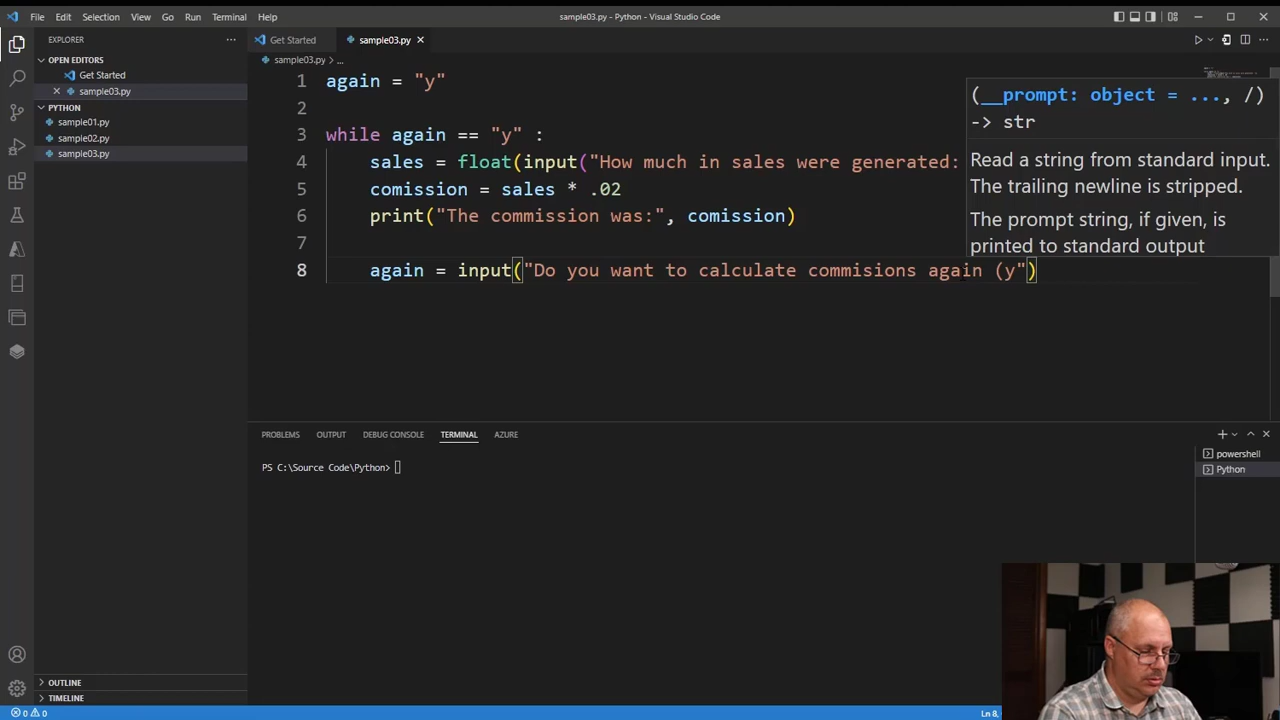 File Edit Selection View Go Run Terminal Help
sample03.py - Python - Visual Studio Code
EXPLORER
OPEN EDITORS
Get Started
sample03.py
PYTHON
sample01.py
sample02.py
sample03.py
OUTLINE
TIMELINE
Get Started sample03.py
sample03.py > ...
1 again = "y"
2
3 while again == "y" :
4 sales = float(input("How much in sales were generated:
5 comission = sales * .02
6 print("The commission was:", comission)
7
8 again = input("Do you want to calculate commisions again (y")
(__prompt: object = ..., /)
-> str
Read a string from standard input.
The trailing newline is stripped.
The prompt string, if given, is
printed to standard output
PROBLEMS OUTPUT DEBUG CONSOLE TERMINAL AZURE
PS C:\Source Code\Python>
powershell
Python
0 0
Ln 8,